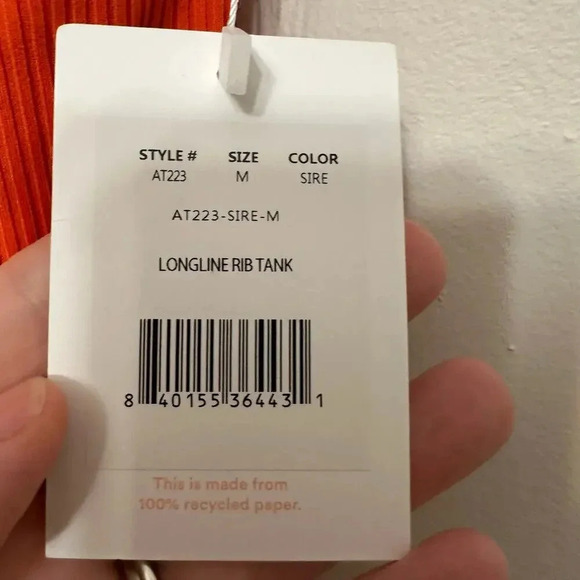 STYLE # SIZE COLOR
AT223 M SIRE
AT223-SIRE-M
LONGLINE RIB TANK
8 40155 36443 1
This is made from
100% recycled paper.